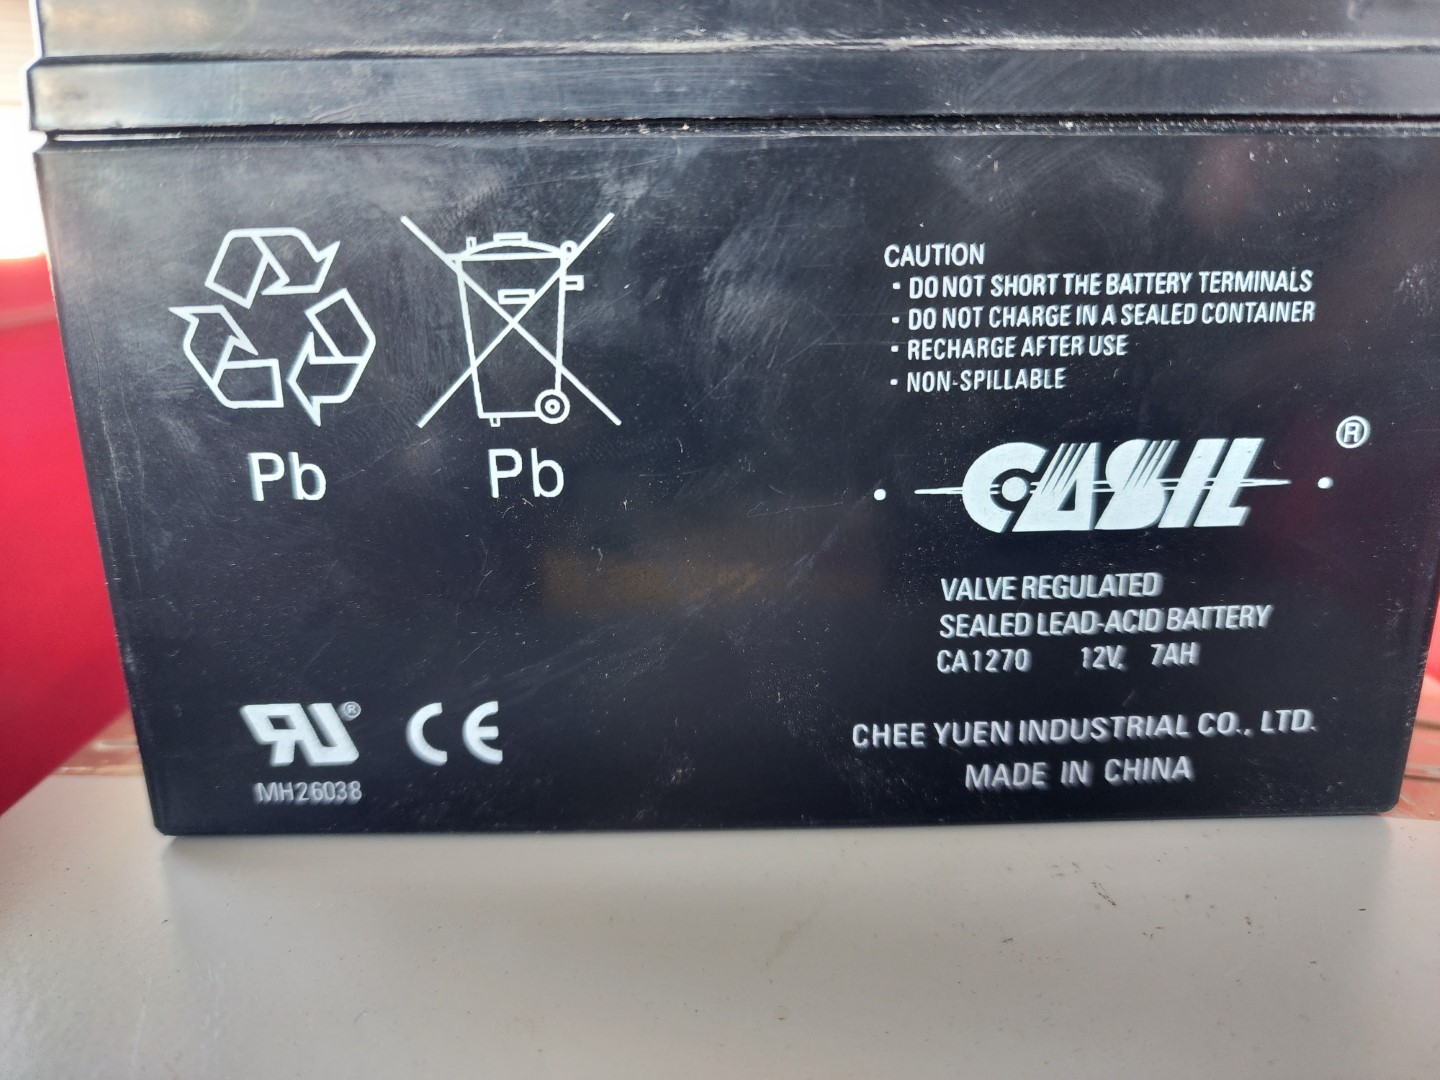 CAUTION
· DO NOT SHORT THE BATTERY TERMINALS
· DO NOT CHARGE IN A SEALED CONTAINER
· RECHARGE AFTER USE
· NON-SPILLABLE
Pb Pb
CASIL ®
VALVE REGULATED
SEALED LEAD-ACID BATTERY
CA1270 12V, 7AH
RU® CE
MH26038
CHEE YUEN INDUSTRIAL CO., LTD.
MADE IN CHINA